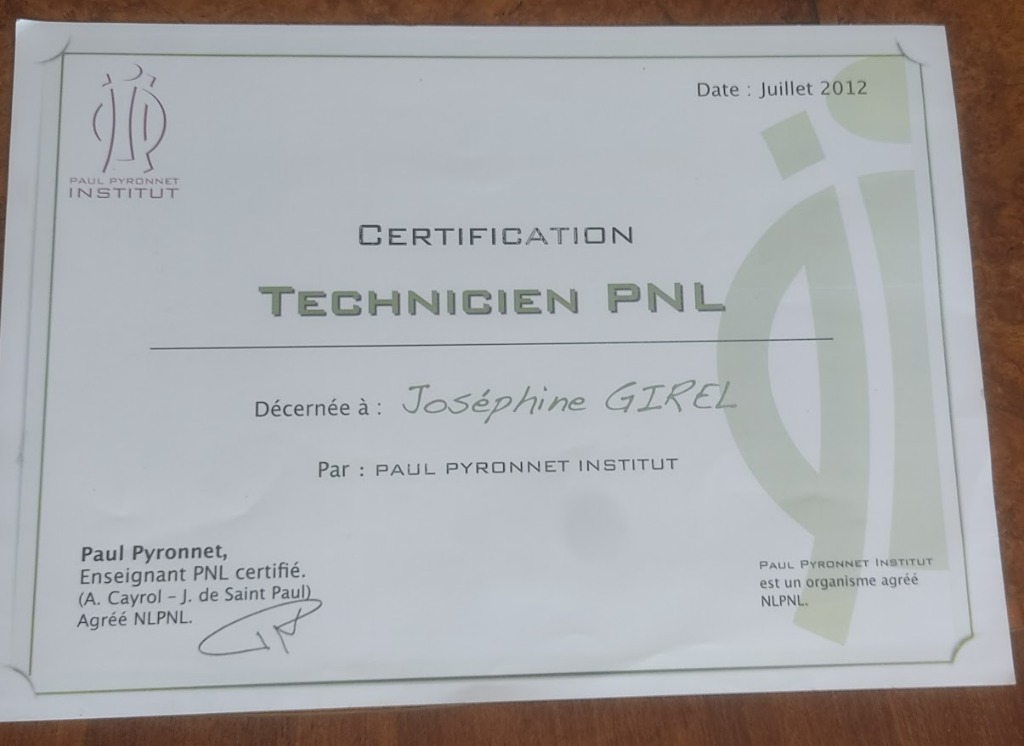 PAUL PYRONNET
INSTITUT
Date : Juillet 2012
CERTIFICATION
TECHNICIEN PNL
Décernée à : Joséphine GIREL
Par : PAUL PYRONNET INSTITUT
Paul Pyronnet,
Enseignant PNL certifié.
(A. Cayrol – J. de Saint Paul)
Agréé NLPNL.
PAUL PYRONNET INSTITUT
est un organisme agréé
NLPNL.